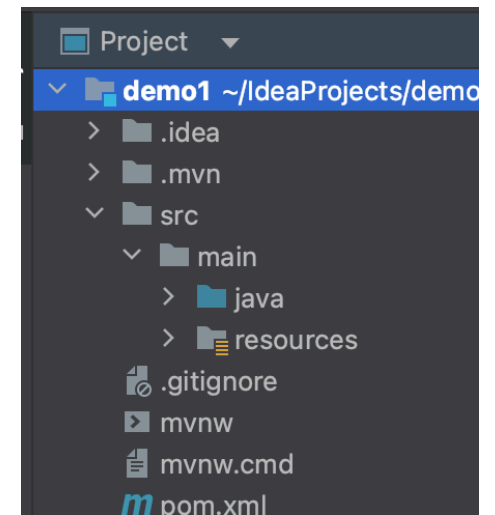 Project
demo1 ~/IdeaProjects/demo
.idea
.mvn
src
main
java
resources
.gitignore
mvnw
mvnw.cmd
pom.xml